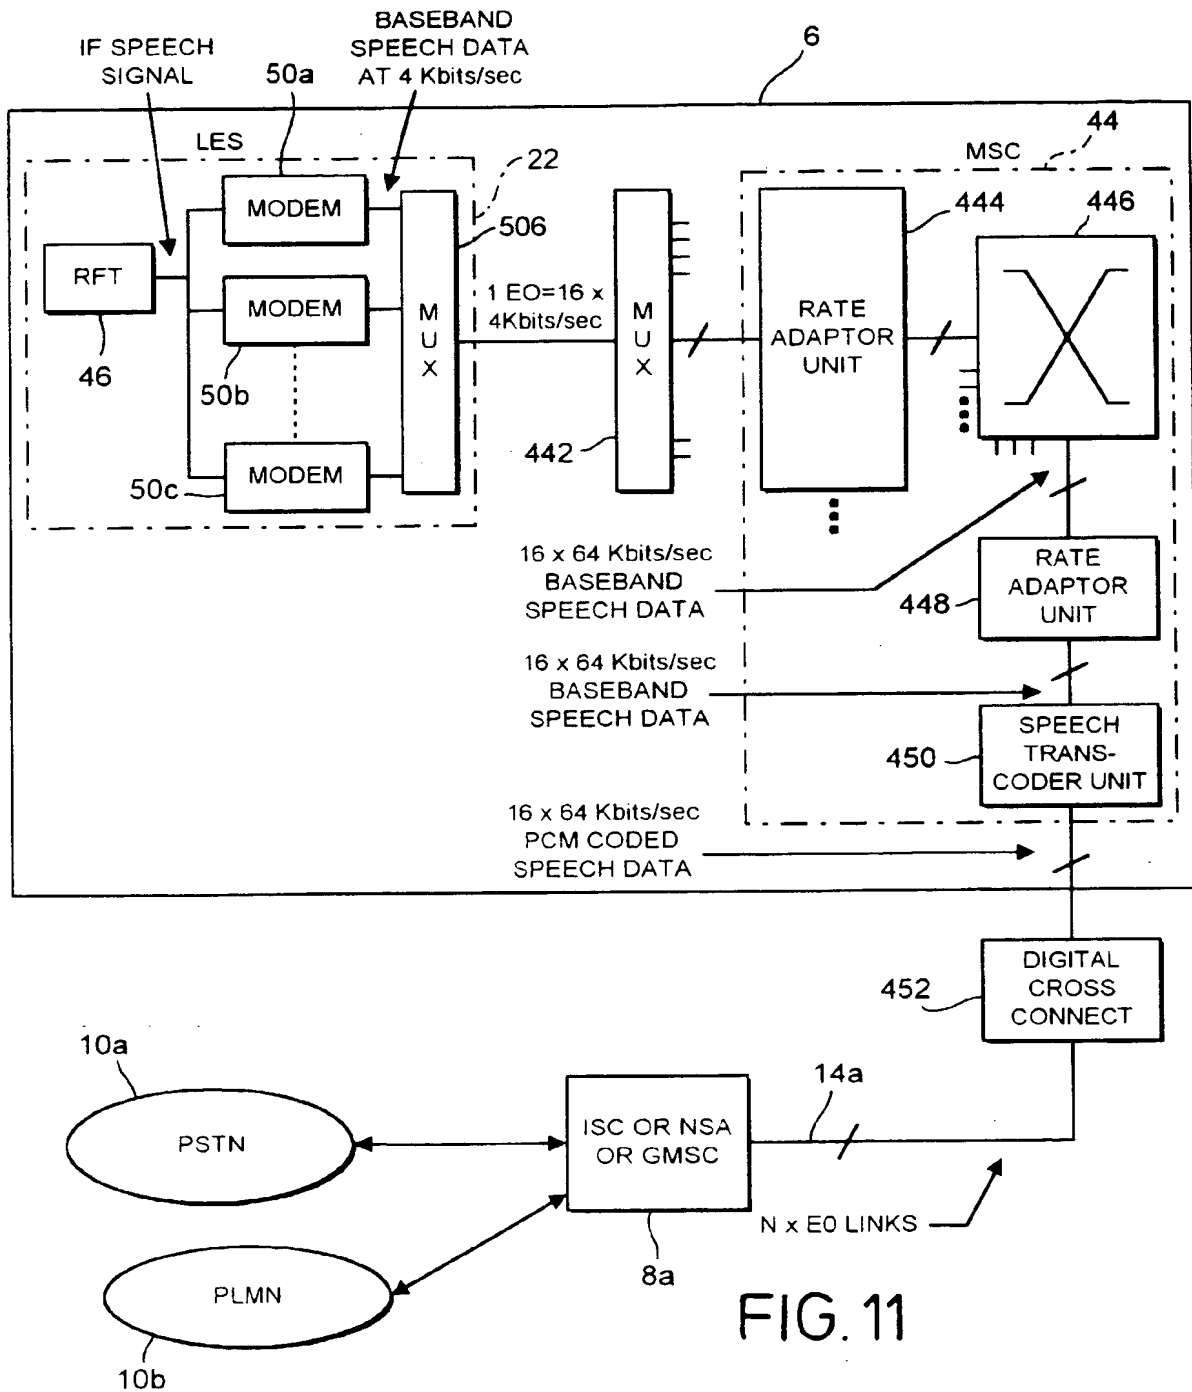 BASEBAND
SPEECH DATA
AT 4 Kbits/sec
IF SPEECH
SIGNAL
50a
6
LES
22
MSC
44
MODEM
506
444
446
RFT
MODEM
MUX
1 EO=16 x
4Kbits/sec
MUX
RATE
ADAPTOR
UNIT
46
50b
442
MODEM
50c
16 x 64 Kbits/sec
BASEBAND
SPEECH DATA
RATE
ADAPTOR
UNIT
448
16 x 64 Kbits/sec
BASEBAND
SPEECH DATA
SPEECH
TRANS-
CODER UNIT
450
16 x 64 Kbits/sec
PCM CODED
SPEECH DATA
DIGITAL
CROSS
CONNECT
452
10a
PSTN
ISC OR NSA
OR GMSC
14a
N x E0 LINKS
8a
PLMN
10b
FIG. 11